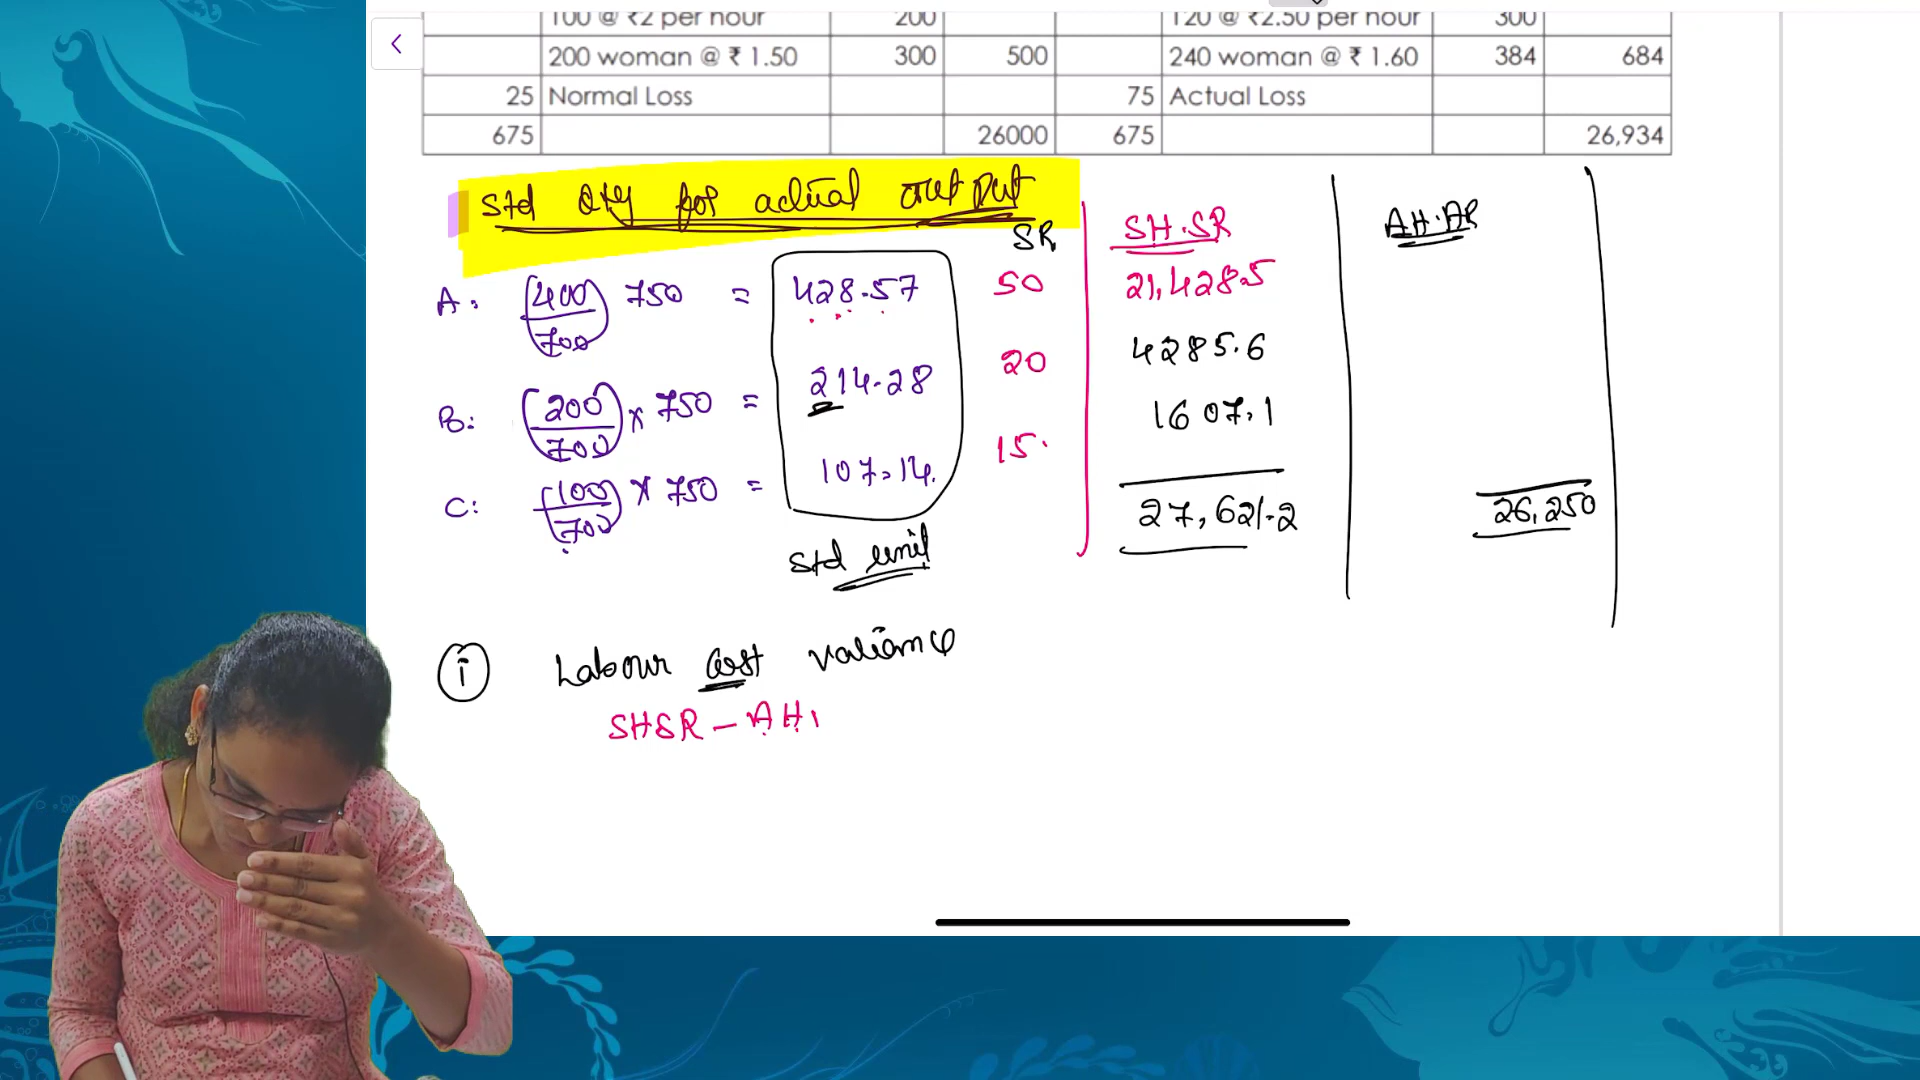 100 @ ₹2 per hour 200 120 @ ₹2.50 per hour 300
200 woman @ ₹ 1.50 300 500 240 woman @ ₹ 1.60 384 684
25 Normal Loss 75 Actual Loss
675 26000 675 26,934
Std Qty for actual output
SR SH.SR AH.AR
A: (400/700) 750 = 428.57 50 21,428.5
B: (200/700) x 750 = 214.28 20 4285.6
C: (100/700) x 750 = 107.14. 15. 1607.1
27,621.2 26,250
Std unit
i Labour cost variance
SHSR - AH